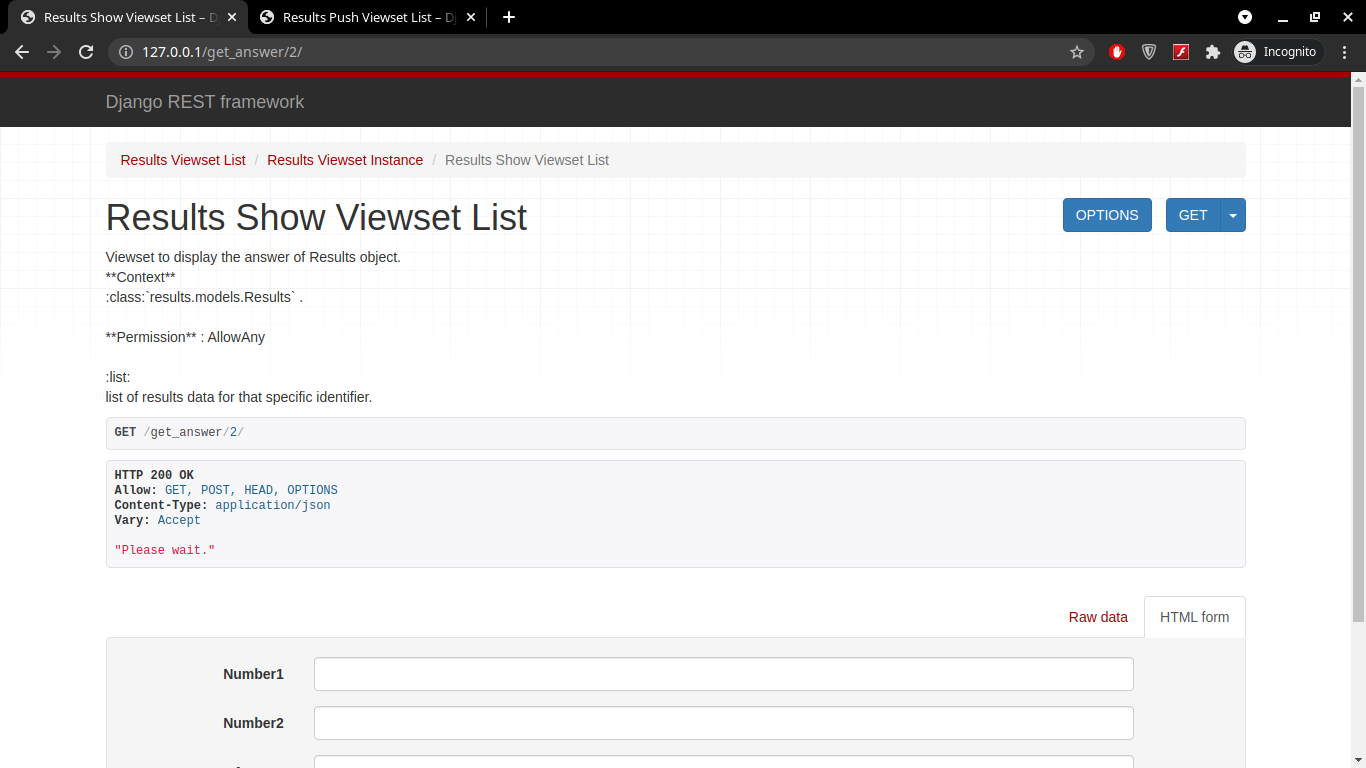 Results Show Viewset List – D
Results Push Viewset List – Dj
127.0.0.1/get_answer/2/
Incognito
Django REST framework
Results Viewset List / Results Viewset Instance / Results Show Viewset List
Results Show Viewset List
OPTIONS
GET
Viewset to display the answer of Results object.
**Context**
:class:`results.models.Results` .
**Permission** : AllowAny
:list:
list of results data for that specific identifier.
GET /get_answer/2/
HTTP 200 OK
Allow: GET, POST, HEAD, OPTIONS
Content-Type: application/json
Vary: Accept
"Please wait."
Raw data
HTML form
Number1
Number2